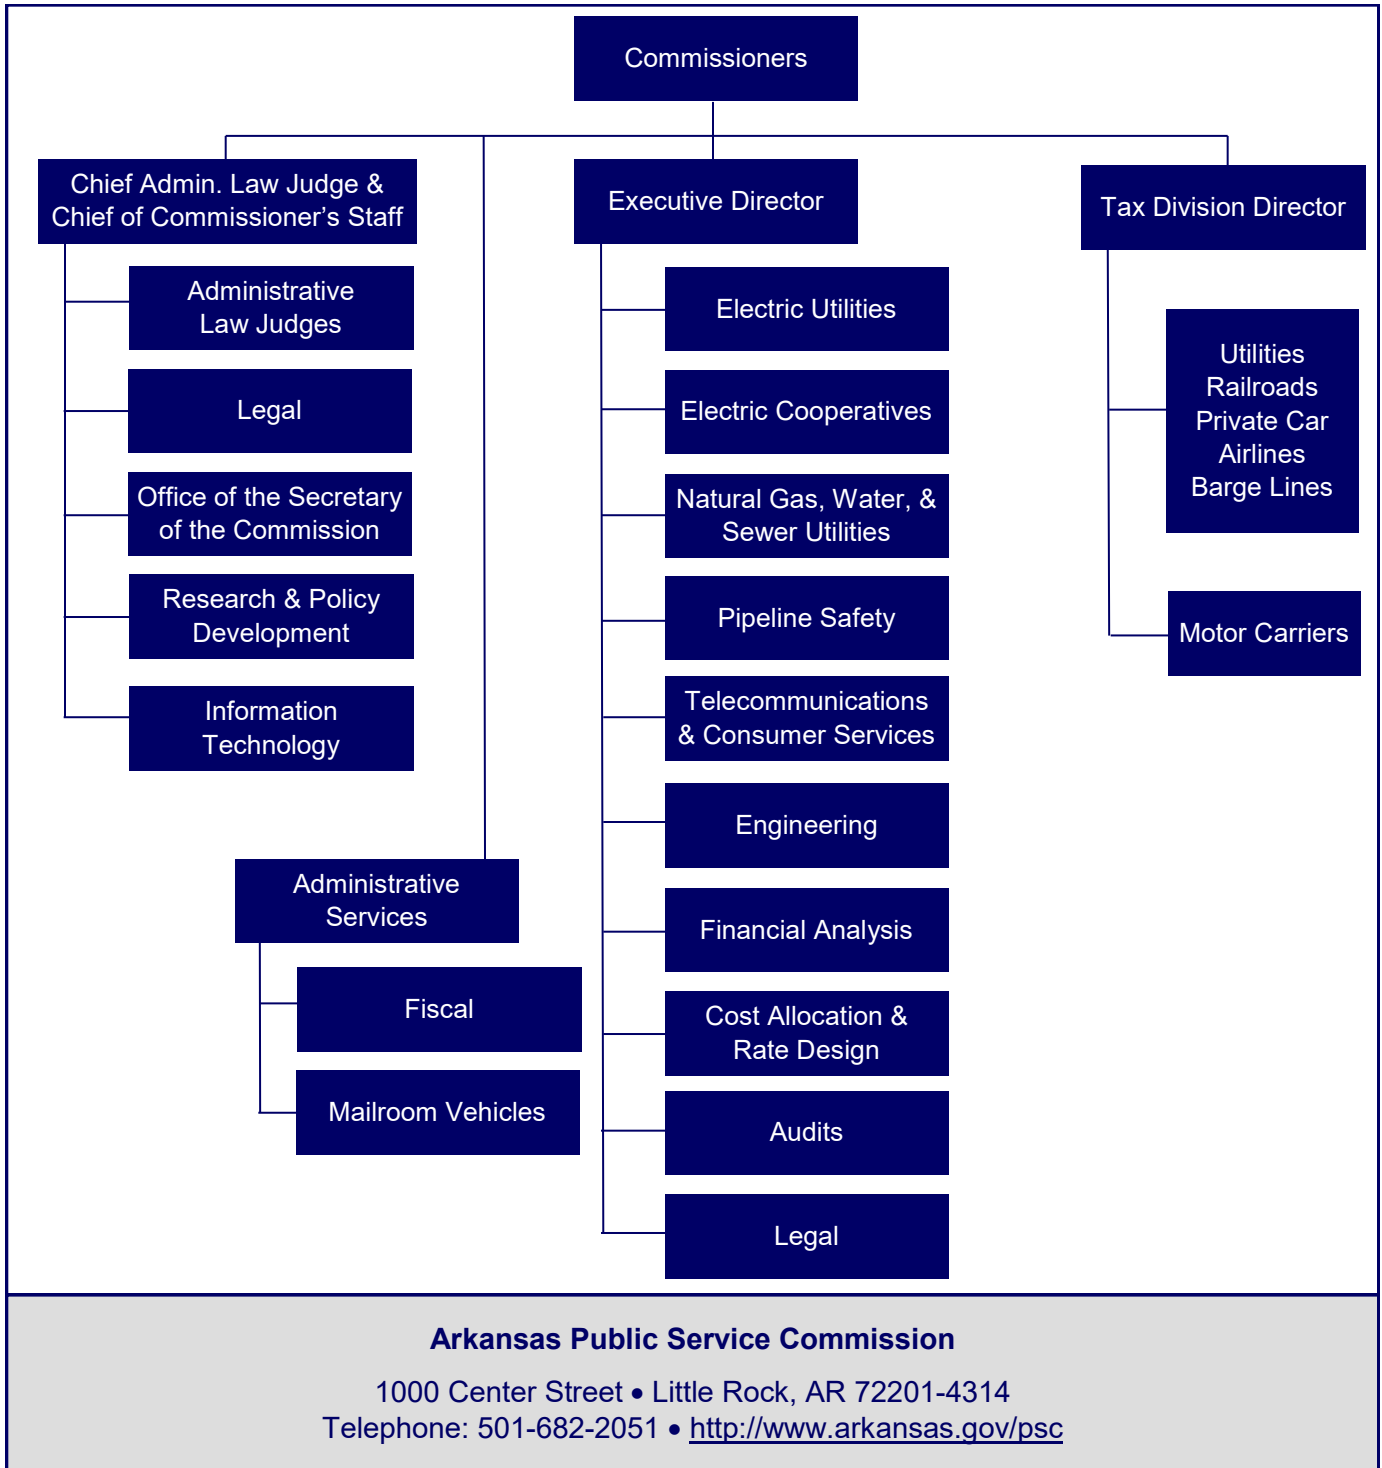 Commissioners
Chief Admin. Law Judge &
Chief of Commissioner’s Staff
Administrative
Law Judges
Legal
Office of the Secretary
of the Commission
Research & Policy
Development
Information
Technology
Administrative
Services
Fiscal
Mailroom Vehicles
Executive Director
Electric Utilities
Electric Cooperatives
Natural Gas, Water, &
Sewer Utilities
Pipeline Safety
Telecommunications
& Consumer Services
Engineering
Financial Analysis
Cost Allocation &
Rate Design
Audits
Legal
Tax Division Director
Utilities
Railroads
Private Car
Airlines
Barge Lines
Motor Carriers
Arkansas Public Service Commission
1000 Center Street • Little Rock, AR 72201-4314
Telephone: 501-682-2051 • http://www.arkansas.gov/psc